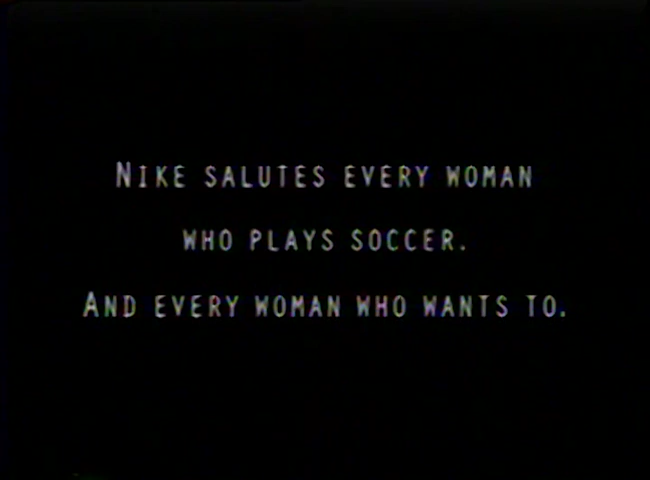 Nike salutes every woman
who plays soccer.
And every woman who wants to.